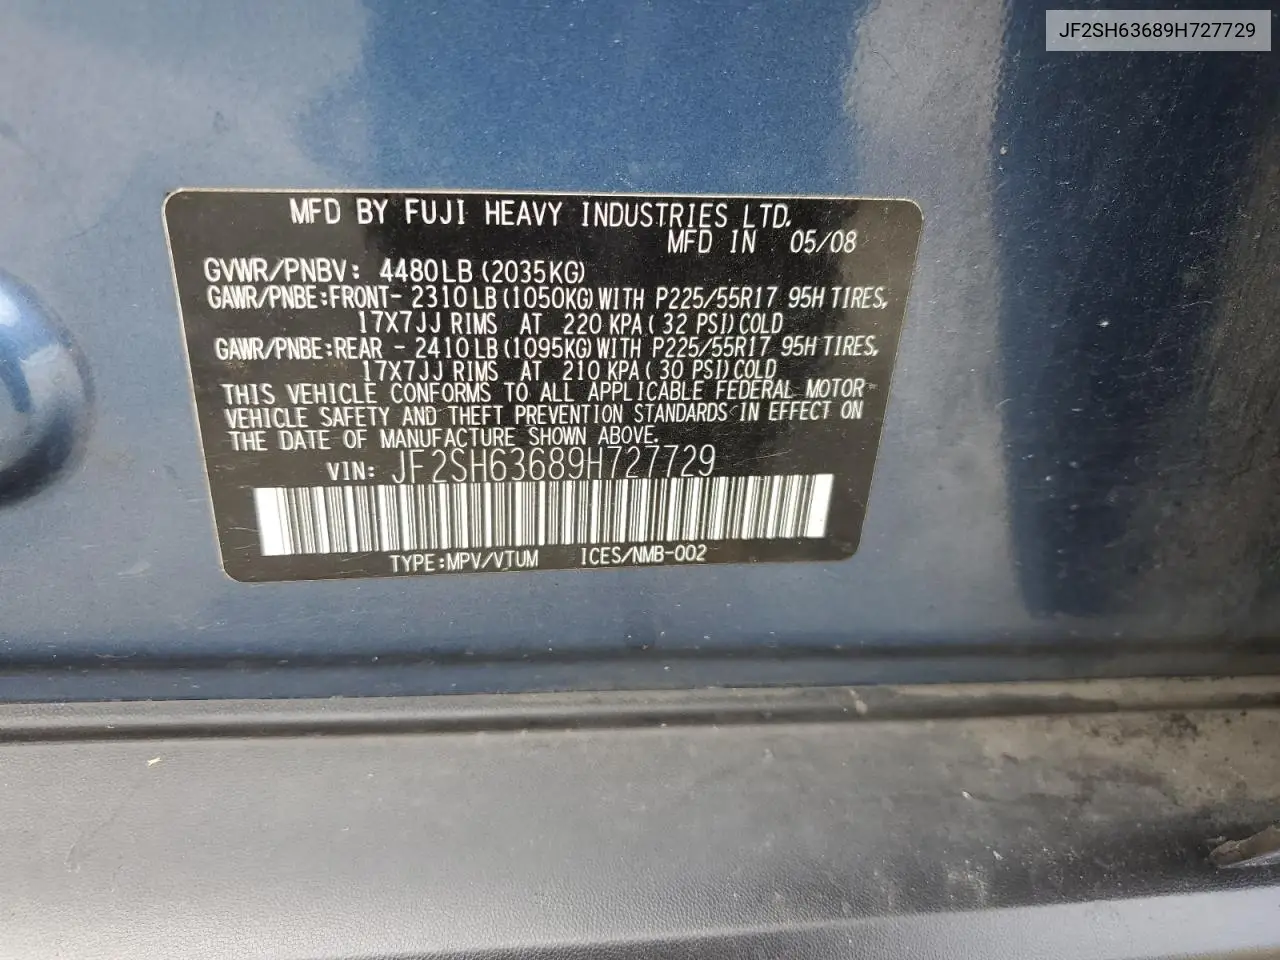 JF2SH63689H727729
MFD BY FUJI HEAVY INDUSTRIES LTD.
MFD IN 05/08
GVWR/PNBV: 4480LB (2035KG)
GAWR/PNBE:FRONT- 2310LB (1050KG) WITH P225/55R17 95H TIRES,
17X7JJ RIMS AT 220 KPA ( 32 PSI) COLD
GAWR/PNBE:REAR - 2410LB (1095KG) WITH P225/55R17 95H TIRES,
17X7JJ RIMS AT 210 KPA ( 30 PSI) COLD
THIS VEHICLE CONFORMS TO ALL APPLICABLE FEDERAL MOTOR
VEHICLE SAFETY AND THEFT PREVENTION STANDARDS IN EFFECT ON
THE DATE OF MANUFACTURE SHOWN ABOVE.
VIN: JF2SH63689H727729
TYPE:MPV/VTUM ICES/NMB-002